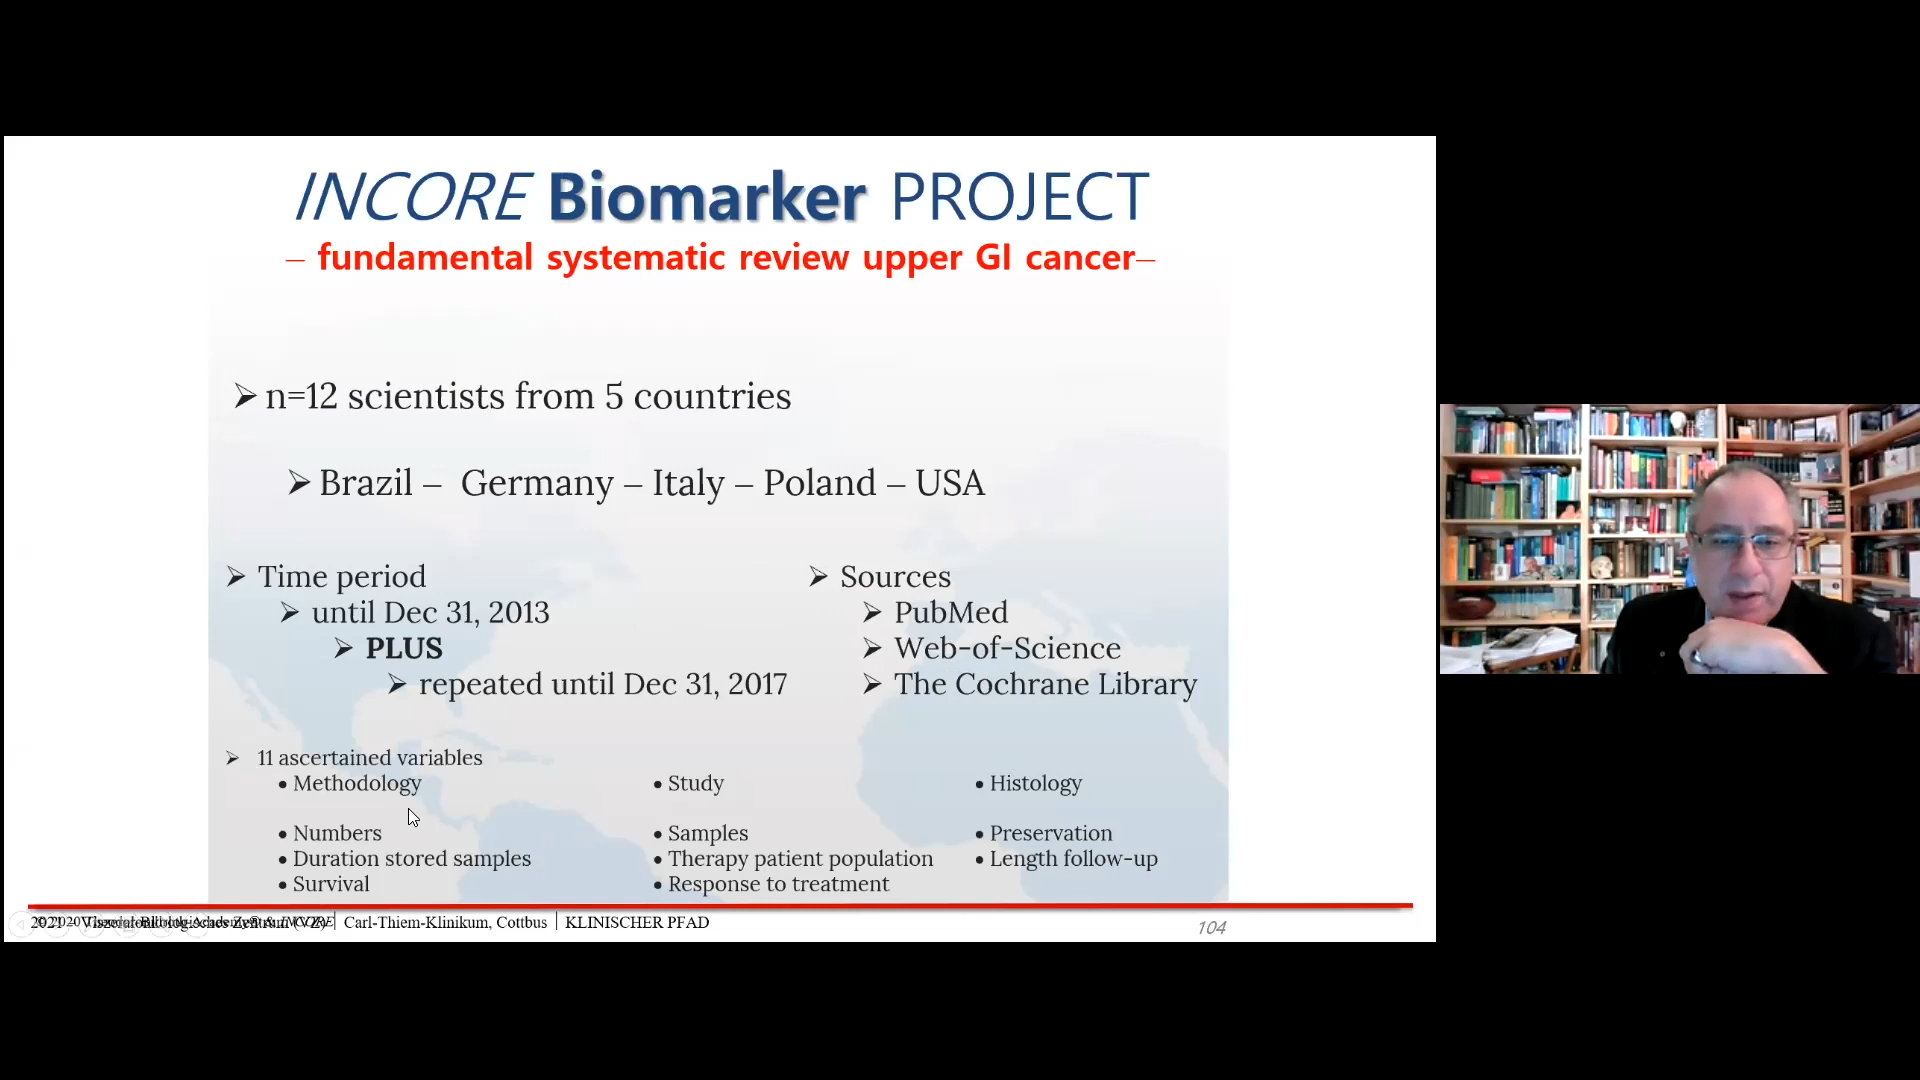 INCORE Biomarker PROJECT
– fundamental systematic review upper GI cancer–
n=12 scientists from 5 countries
Brazil – Germany – Italy – Poland – USA
Time period
until Dec 31, 2013
PLUS
repeated until Dec 31, 2017
Sources
PubMed
Web-of-Science
The Cochrane Library
11 ascertained variables
• Methodology • Study • Histology
• Numbers • Samples • Preservation
• Duration stored samples • Therapy patient population • Length follow-up
• Survival • Response to treatment
Carl-Thiem-Klinikum, Cottbus | KLINISCHER PFAD
104